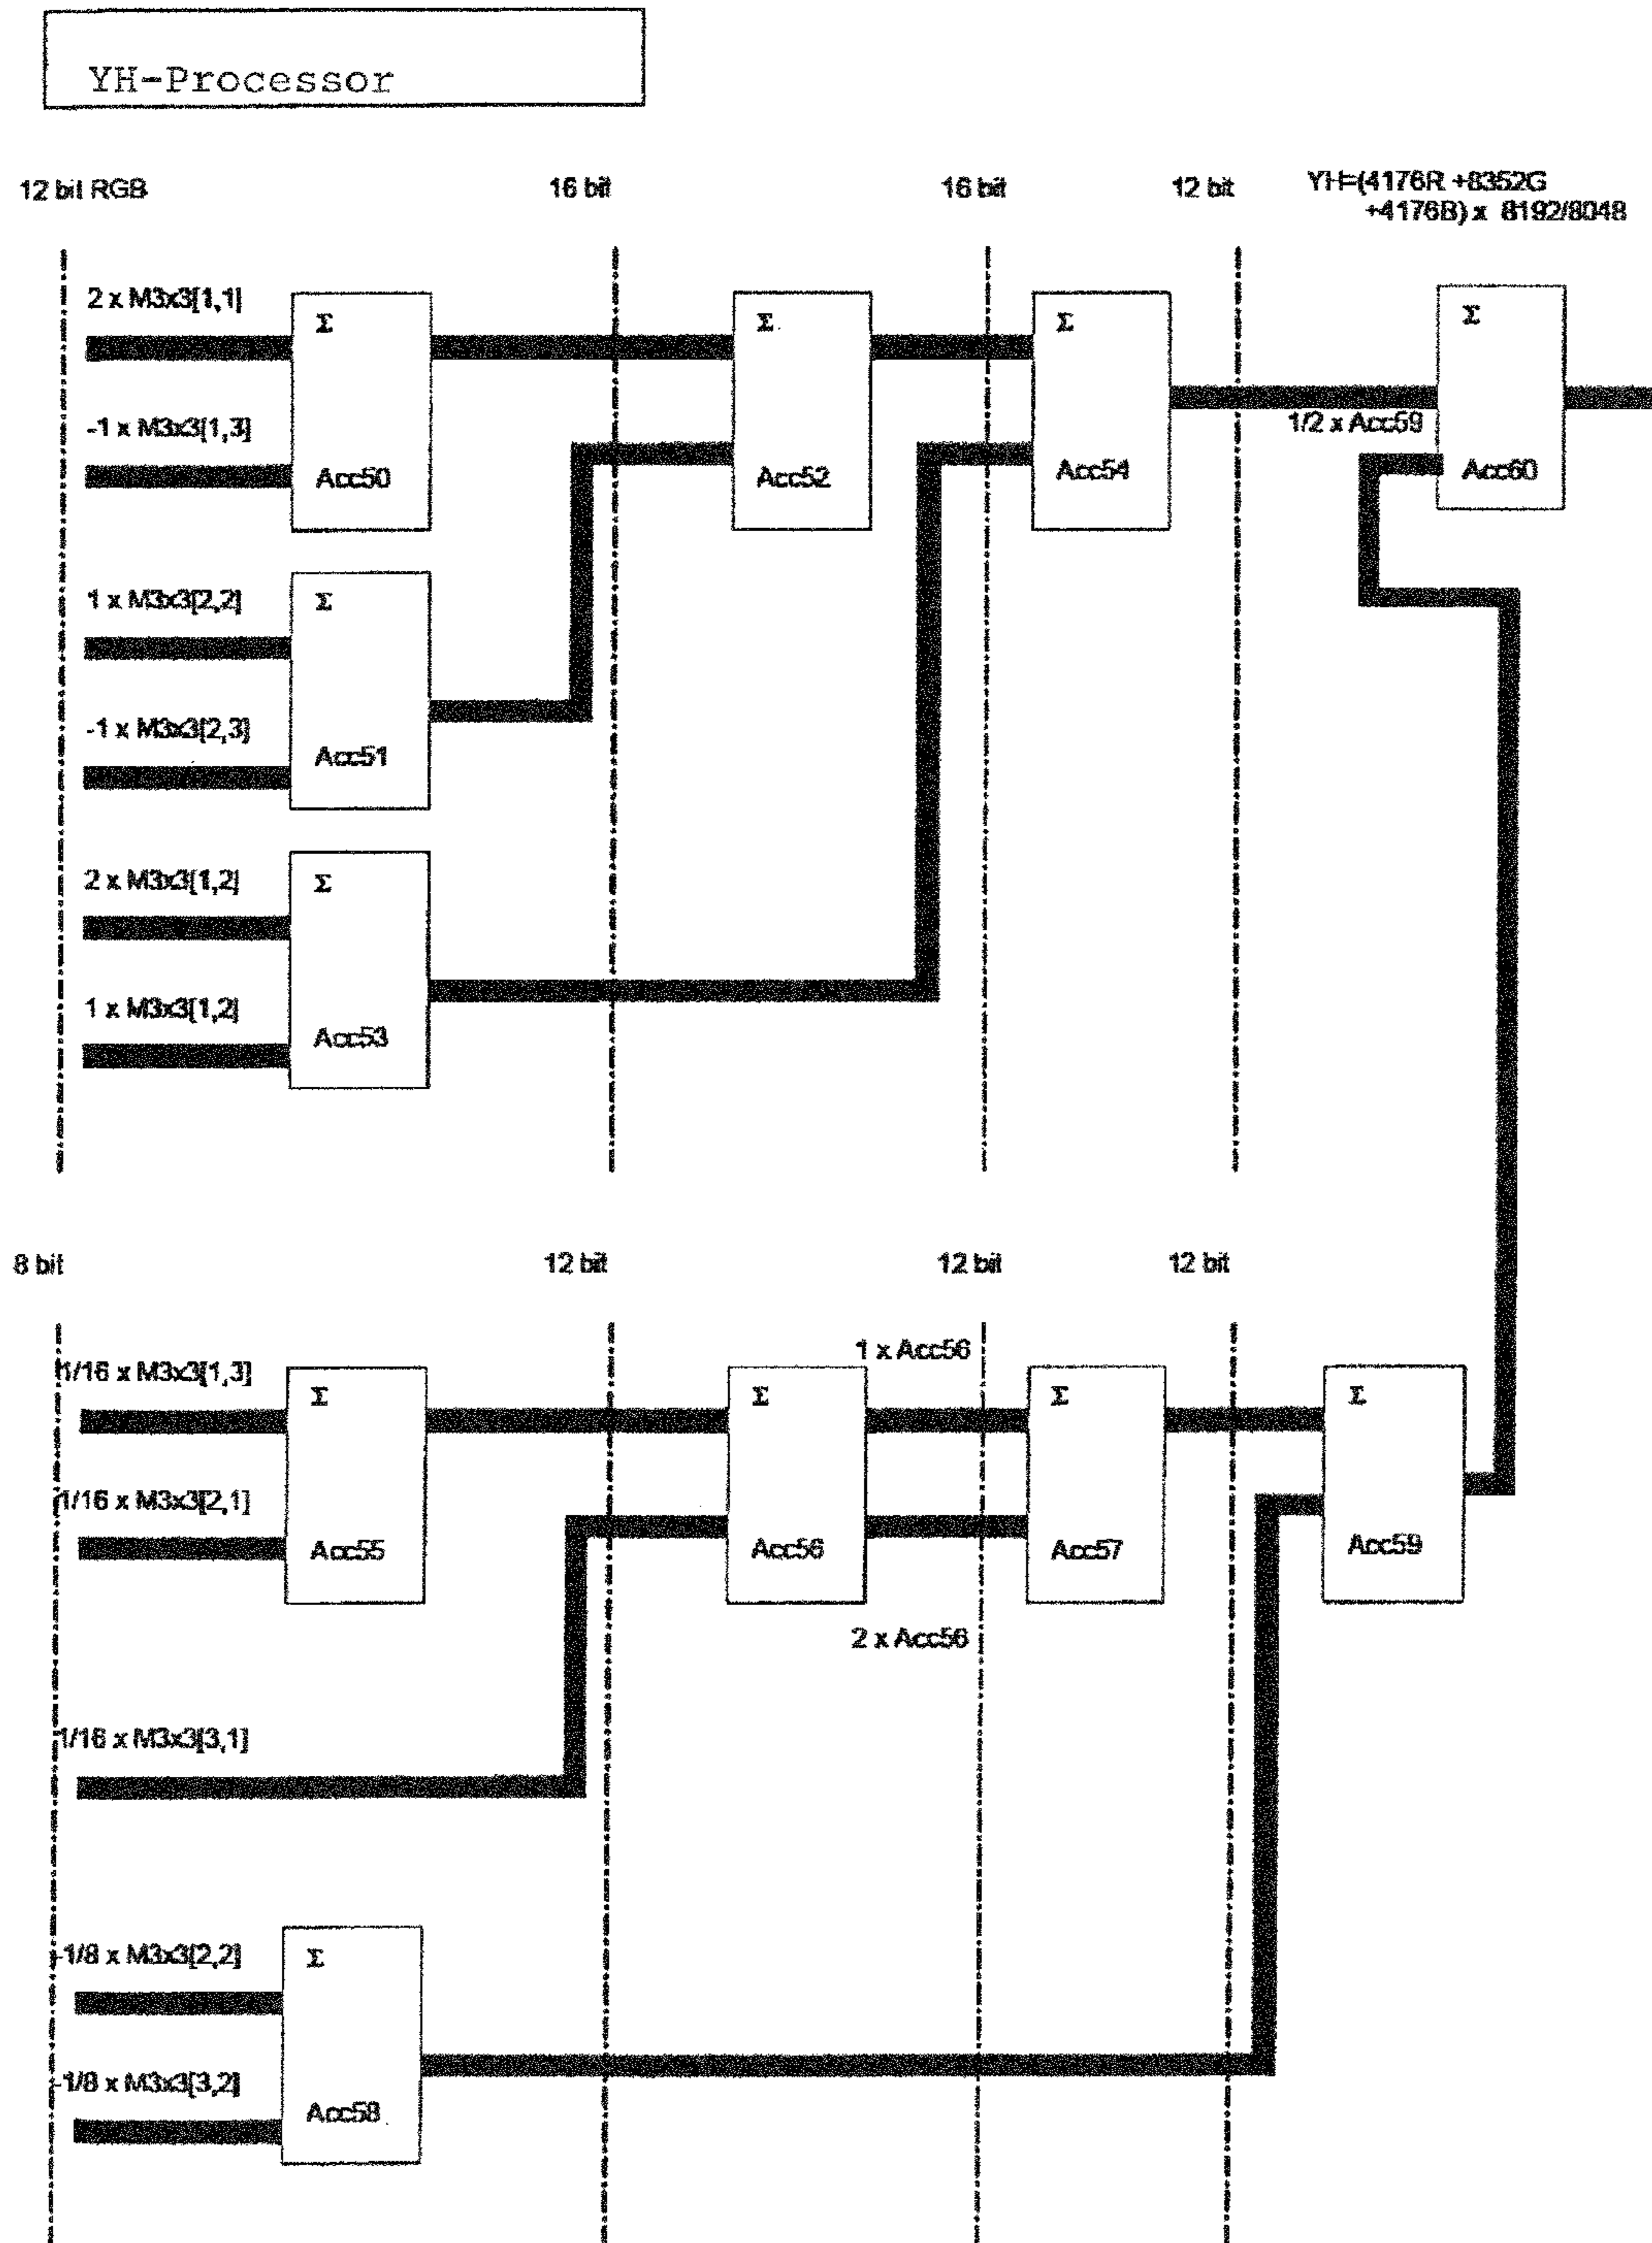 YH-Processor
12 bit RGB
16 bit
16 bit
12 bit
YH=(4176R +8352G
+4176B) x 8192/8048
2 x M3x3[1,1]
Σ
Σ
Σ
Σ
-1 x M3x3[1,3]
1/2 x Acc59
Acc50
Acc52
Acc54
Acc60
1 x M3x3[2,2]
Σ
-1 x M3x3[2,3]
Acc51
2 x M3x3[1,2]
Σ
1 x M3x3[1,2]
Acc53
8 bit
12 bit
12 bit
12 bit
1 x Acc56
1/16 x M3x3[1,3]
Σ
Σ
Σ
Σ
1/16 x M3x3[2,1]
Acc55
Acc56
Acc57
Acc59
2 x Acc56
1/16 x M3x3[3,1]
-1/8 x M3x3[2,2]
Σ
-1/8 x M3x3[3,2]
Acc58